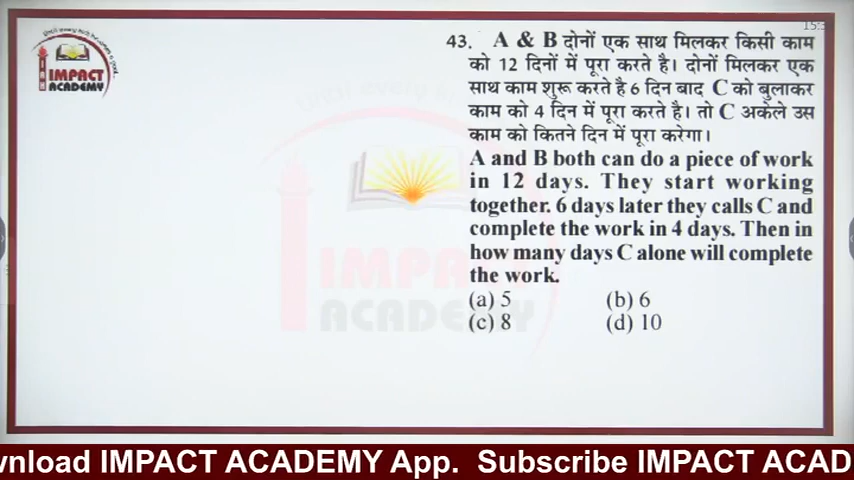 15:3
IMPACT
ACADEMY
43. A & B दोनों एक साथ मिलकर किसी काम
को 12 दिनों में पूरा करते है। दोनों मिलकर एक
साथ काम शुरू करते है 6 दिन बाद C को बुलाकर
काम को 4 दिन में पूरा करते है। तो C अकेले उस
काम को कितने दिन में पूरा करेगा।
A and B both can do a piece of work
in 12 days. They start working
together. 6 days later they calls C and
complete the work in 4 days. Then in
how many days C alone will complete
the work.
(a) 5 (b) 6
(c) 8 (d) 10
IMPACT
ACADEMY
wnload IMPACT ACADEMY App. Subscribe IMPACT ACAD